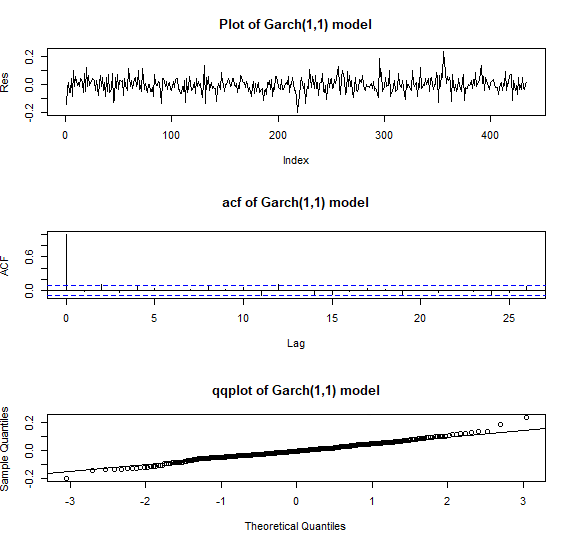 Plot of Garch(1,1) model
Res
0.2
0.0
-0.2
0 100 200 300 400
Index
acf of Garch(1,1) model
ACF
0.6
0.0
0 5 10 15 20 25
Lag
qqplot of Garch(1,1) model
Sample Quantiles
0.2
0.0
-0.2
-3 -2 -1 0 1 2 3
Theoretical Quantiles